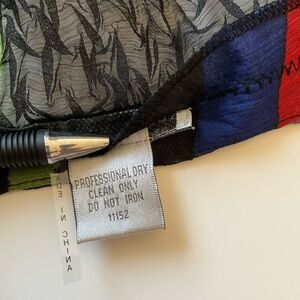 PROFESSIONAL DRY
CLEAN ONLY
DO NOT IRON
11152
MADE IN CHINA